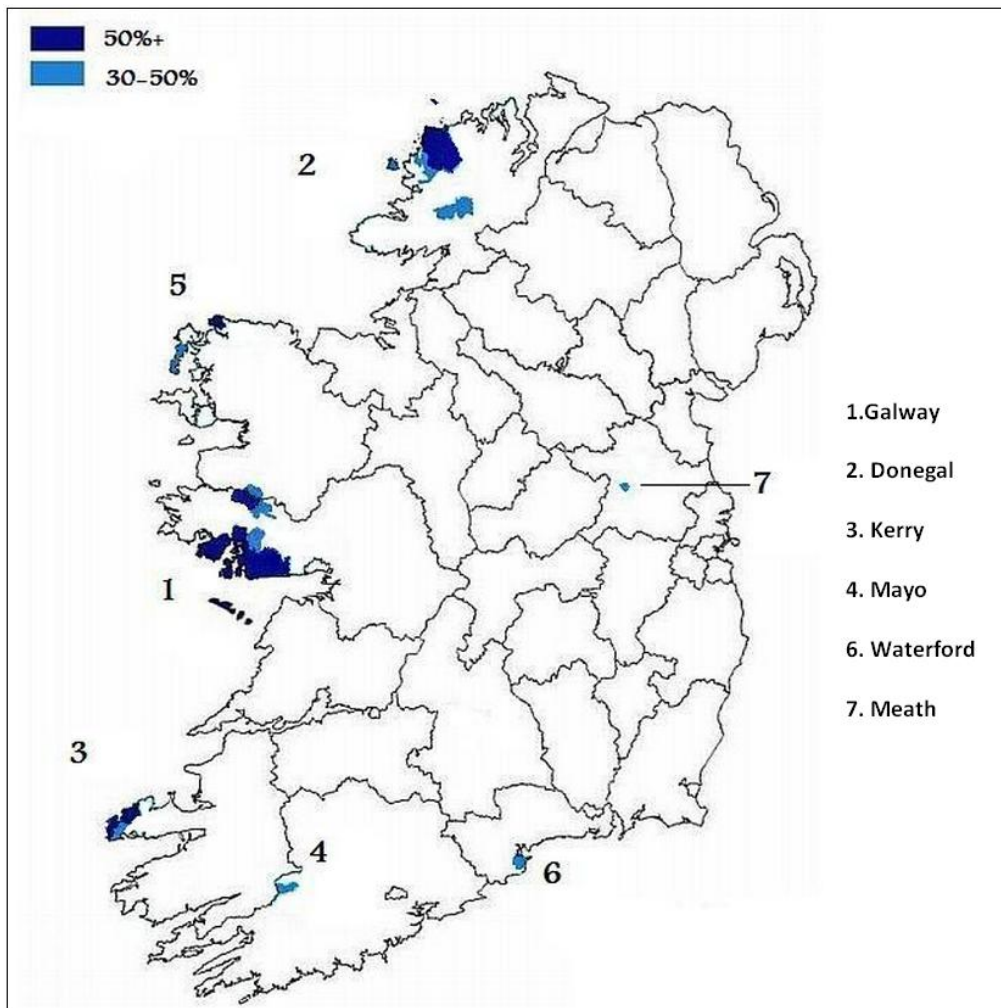 50%+
30-50%
2
5
7
1
3
4
6
1.Galway
2. Donegal
3. Kerry
4. Mayo
6. Waterford
7. Meath